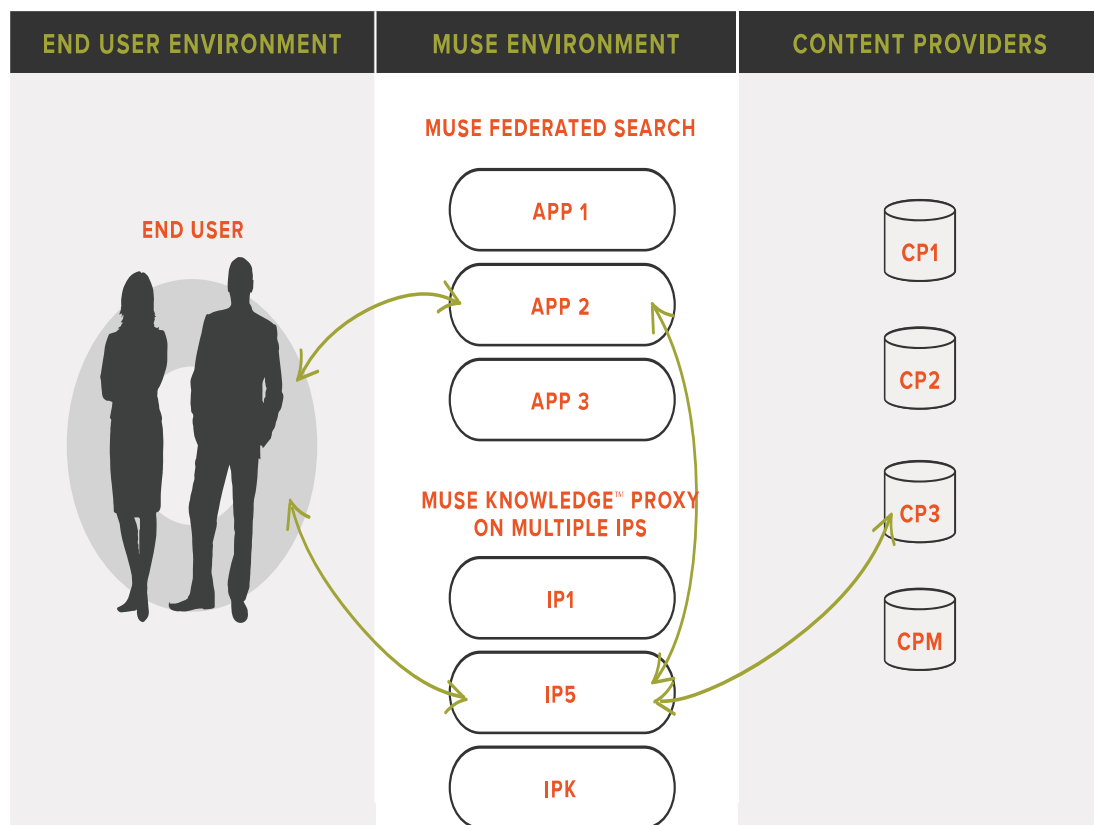 END USER ENVIRONMENT
MUSE ENVIRONMENT
CONTENT PROVIDERS
MUSE FEDERATED SEARCH
APP 1
APP 2
APP 3
END USER
MUSE KNOWLEDGE™ PROXY
ON MULTIPLE IPS
IP1
IP5
IPK
CP1
CP2
CP3
CPM